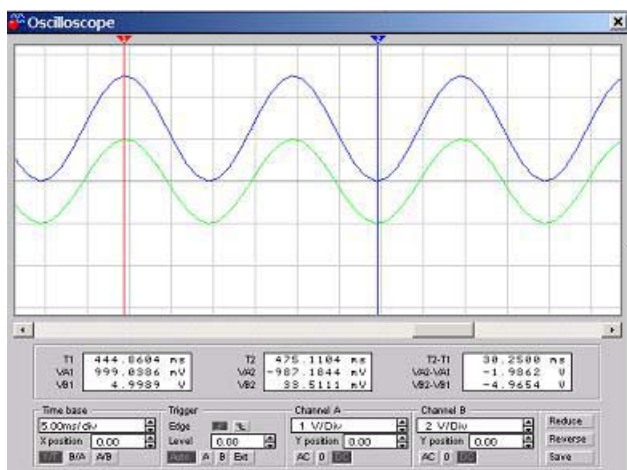 Oscilloscope
1
2
T1 444.8604 ms T2 475.1104 ms T2-T1 30.2500 ms
VA1 999.0386 mV VA2 -987.1844 mV VA2-VA1 -1.9862 V
VB1 4.9989 V VB2 33.5111 mV VB2-VB1 -4.9654 V
Time base Trigger Channel A Channel B
5.00ms/div Edge 1 V/Div 2 V/Div Reduce
X position 0.00 Level 0.00 Y position 0.00 Y position 0.00 Reverse
Y/T B/A A/B Auto A B Ext AC 0 DC AC 0 DC Save